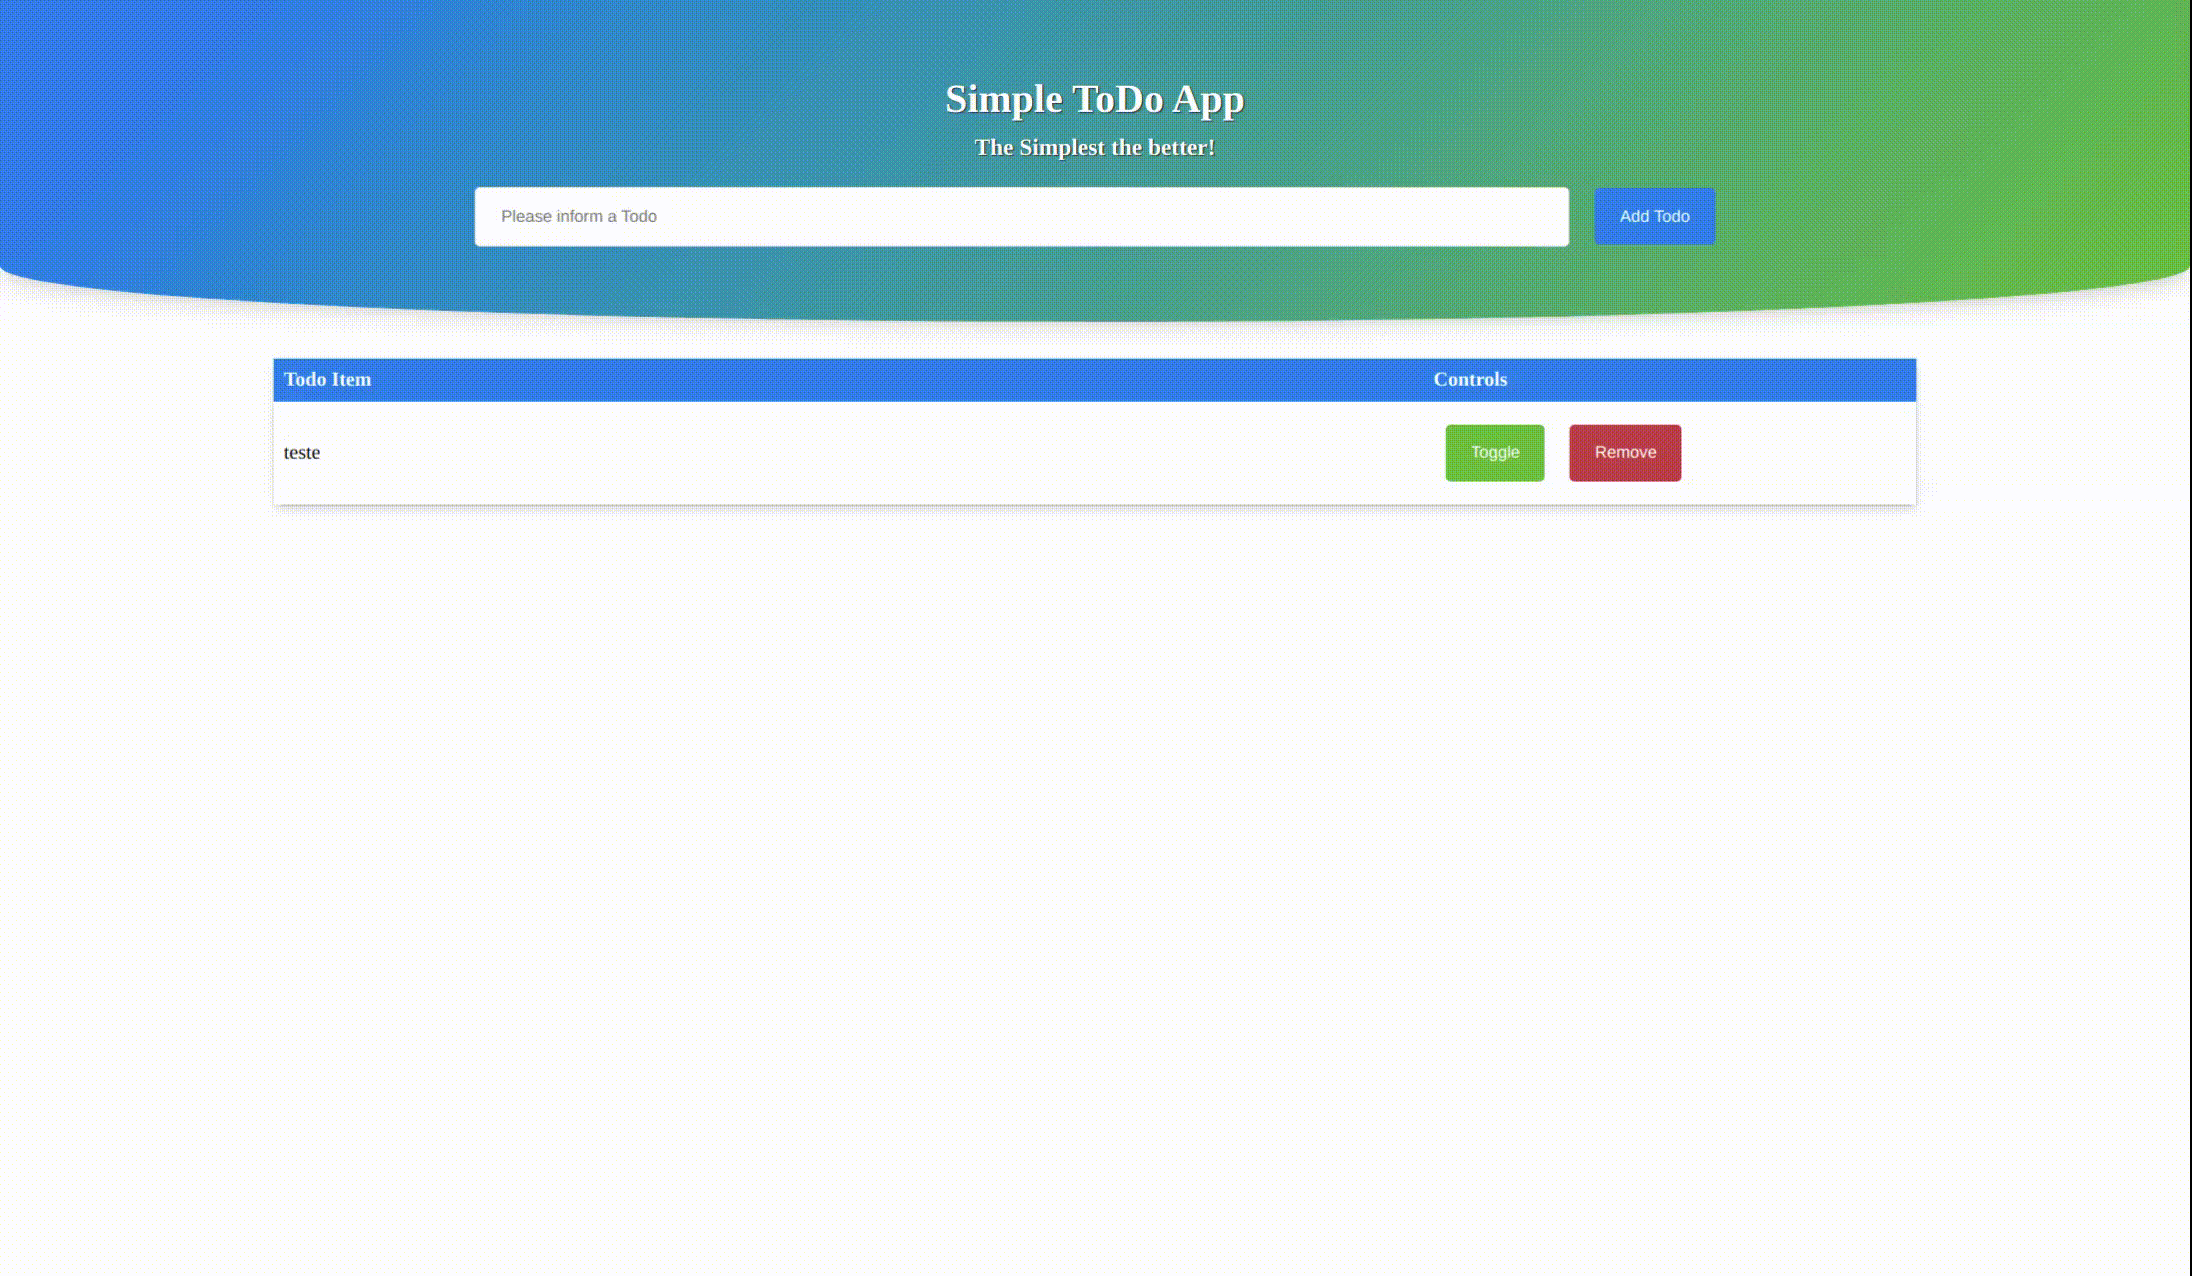 Simple ToDo App
The Simplest the better!
Please inform a Todo
Add Todo
Todo Item
Controls
teste
Toggle
Remove